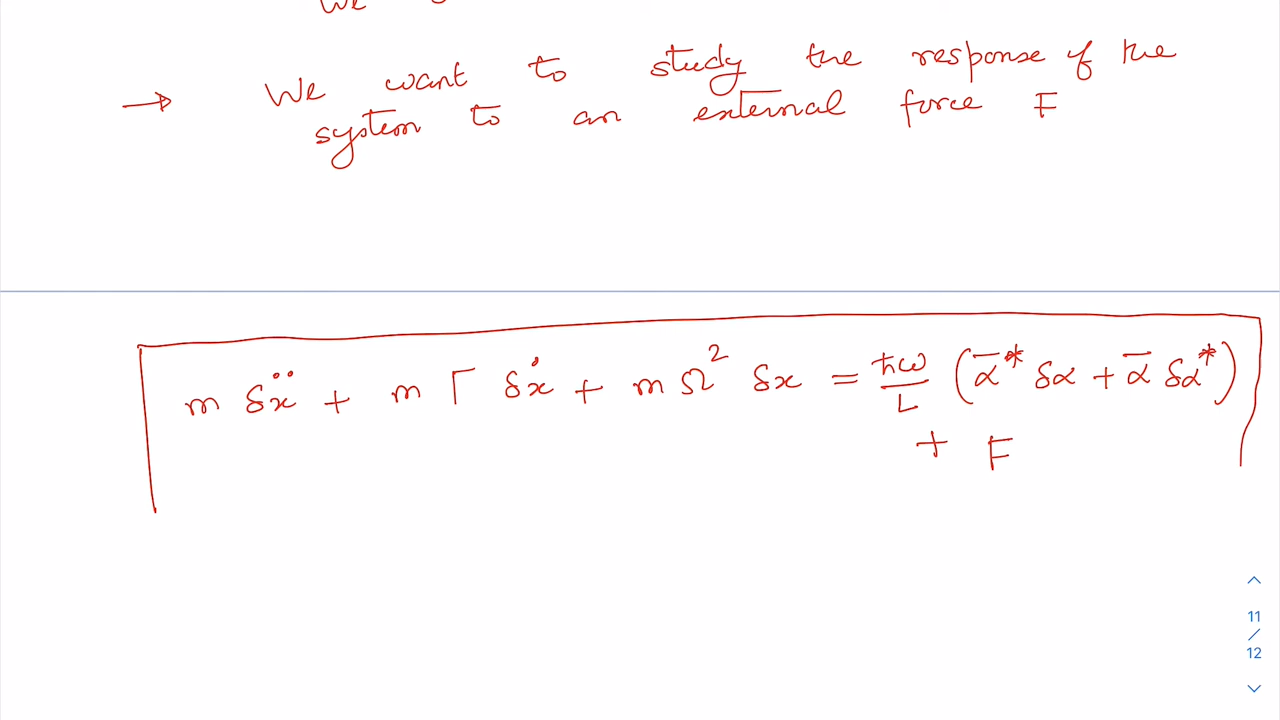 We
→ We want to study the response of the
system to an external force F
m δẍ + m Γ δẋ + m Ω² δx = ħω/L (ᾱ* δα + ᾱ δα*)
+ F
11
/
12